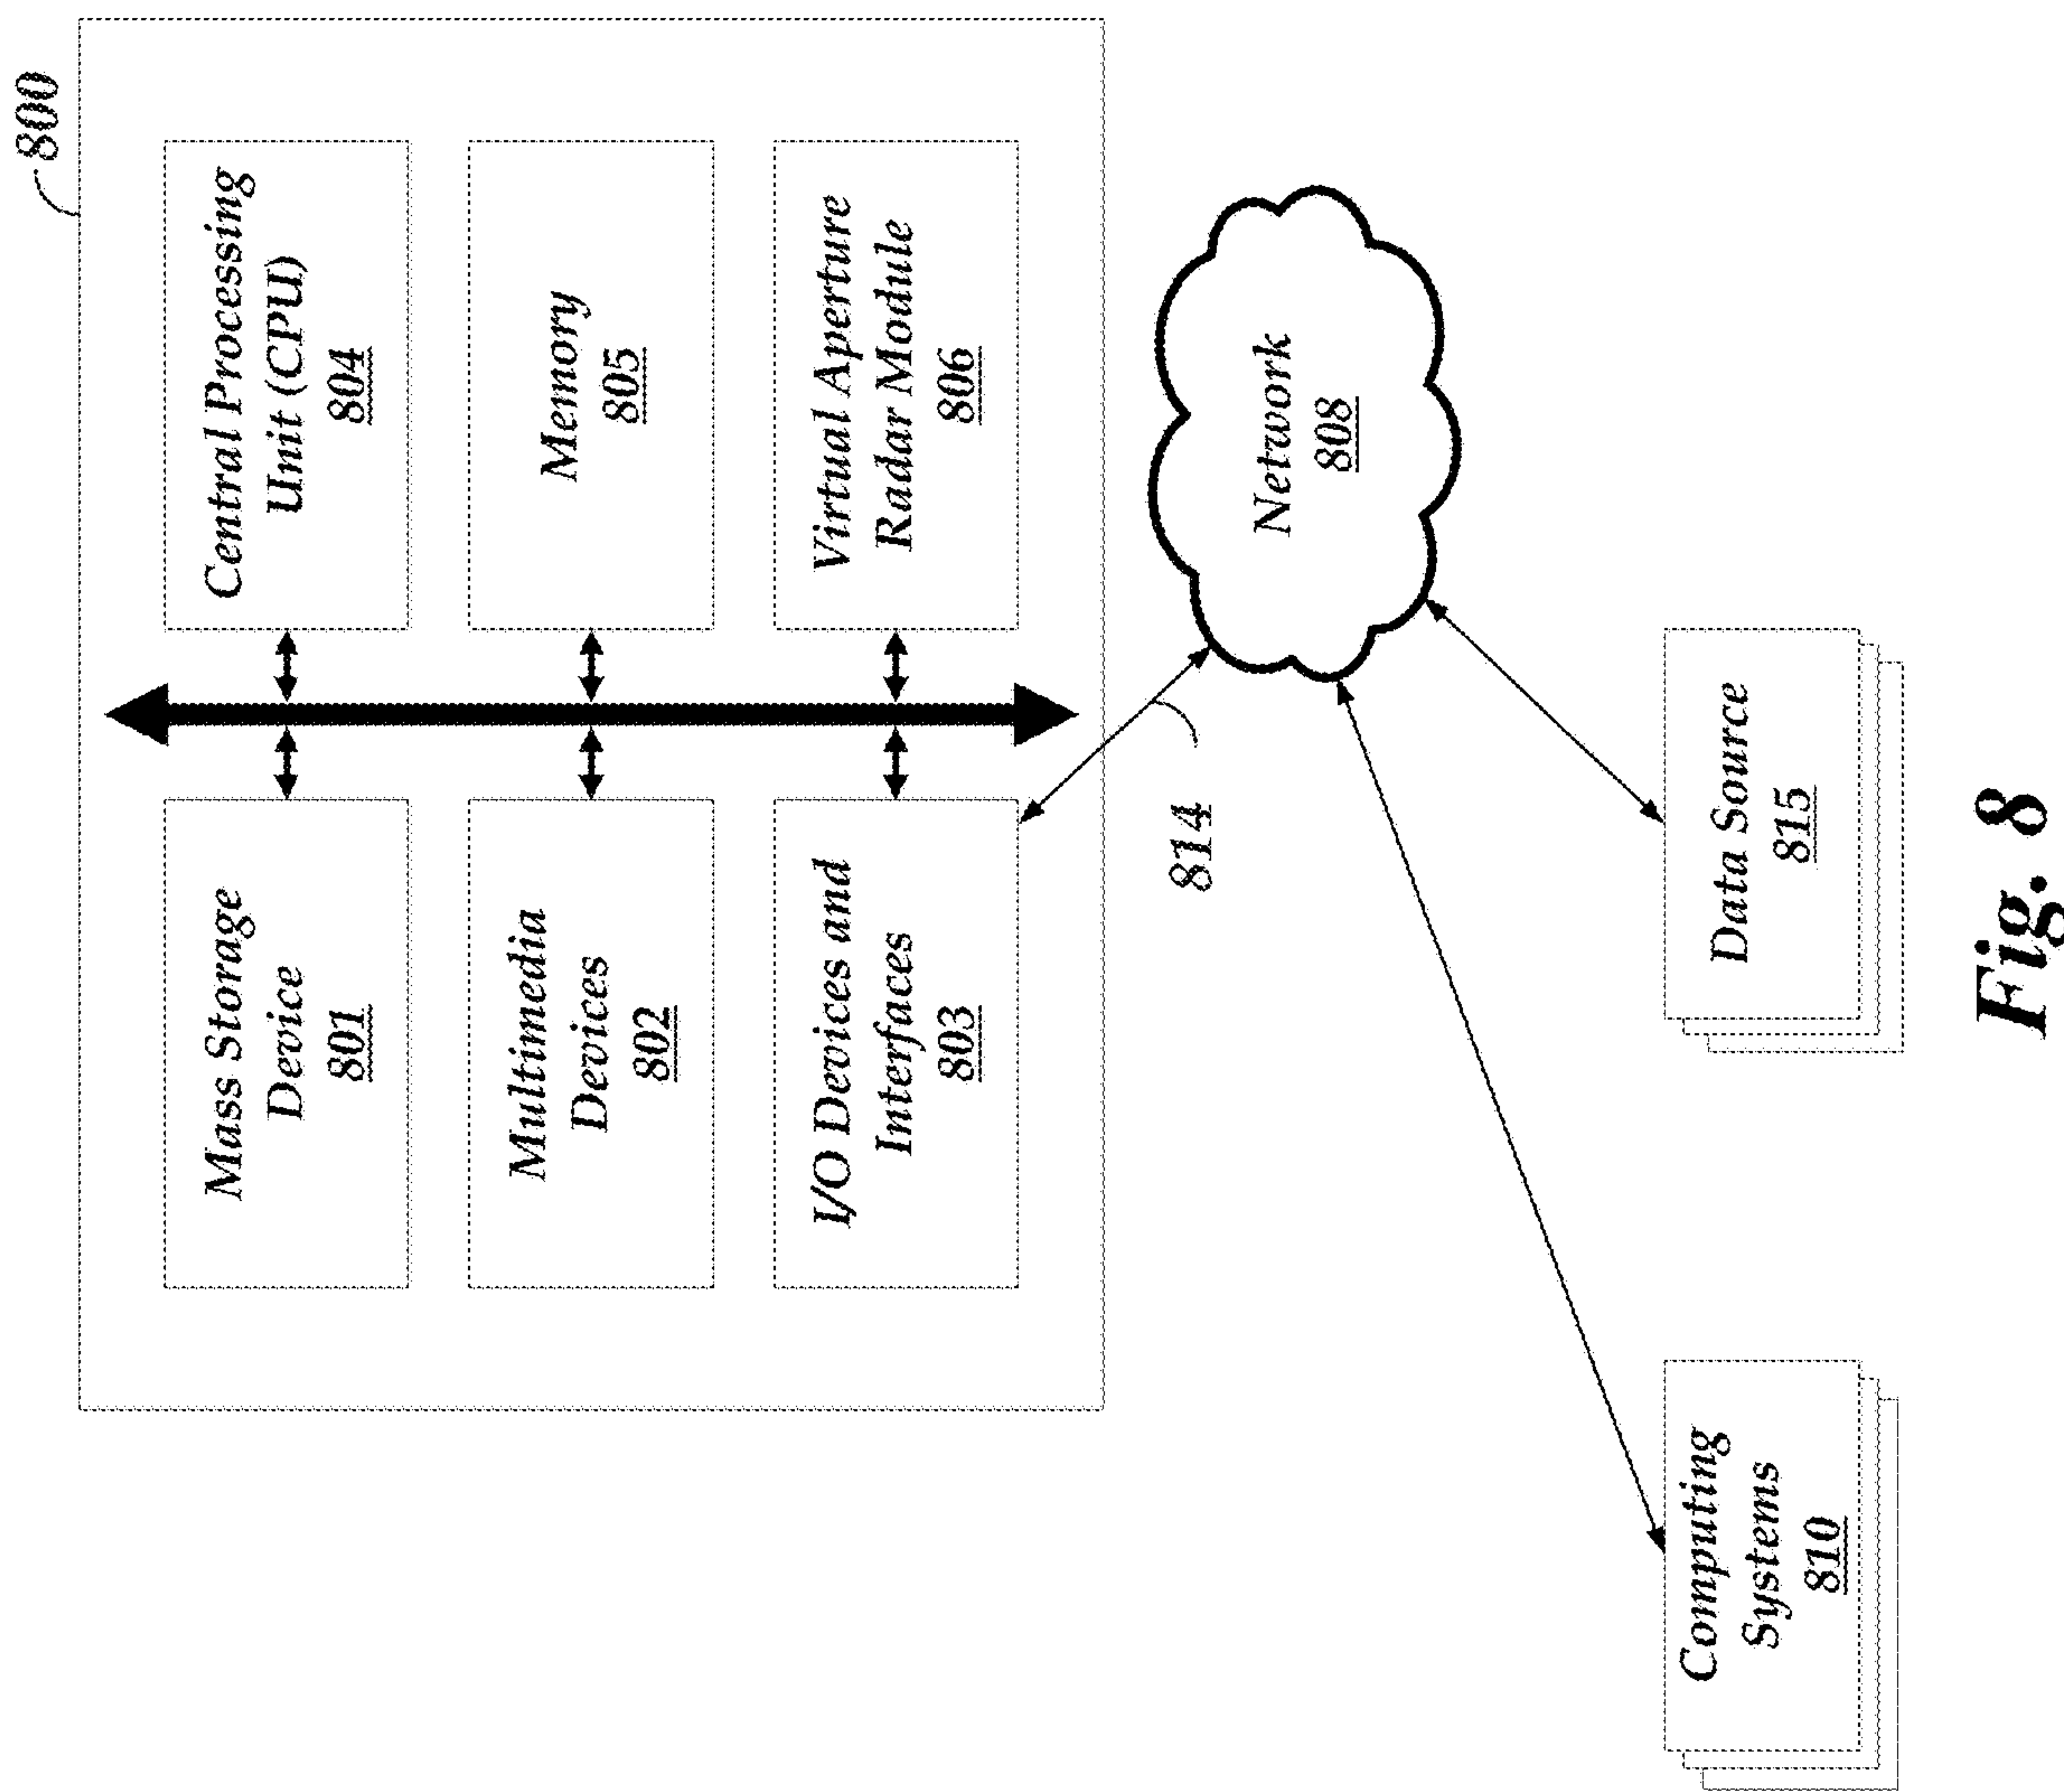 800
Mass Storage
Device
801
Central Processing
Unit (CPU)
804
Multimedia
Devices
802
Memory
805
I/O Devices and
Interfaces
803
Virtual Aperture
Radar Module
806
814
Network
808
Computing
Systems
810
Data Source
815
Fig. 8